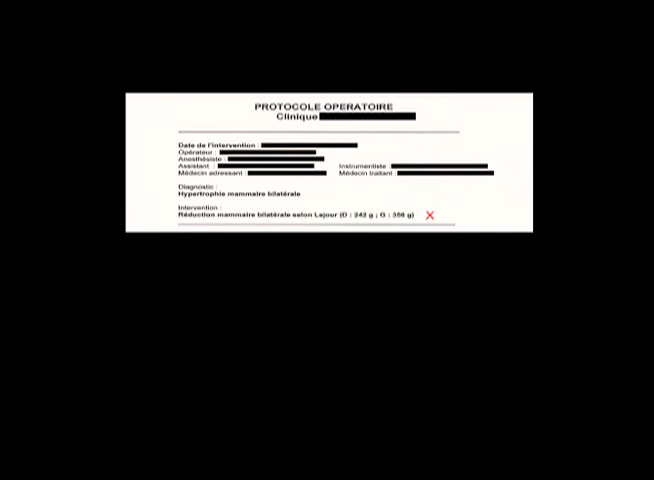 PROTOCOLE OPERATOIRE
Clinique
Date de l'intervention :
Opérateur :
Anesthésiste :
Assistant : Instrumentiste :
Médecin adressant : Médecin traitant :
Diagnostic :
Hypertrophie mammaire bilatérale
Intervention :
Réduction mammaire bilatérale selon Lejour (D : 242 g ; G : 356 g)